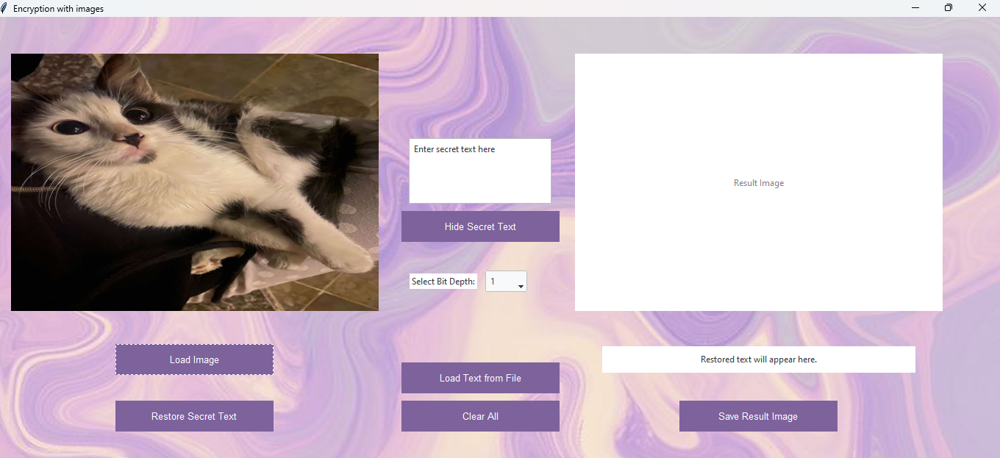 Encryption with images
Enter secret text here
Result Image
Hide Secret Text
Select Bit Depth:
1
Load Image
Restored text will appear here.
Load Text from File
Restore Secret Text
Clear All
Save Result Image